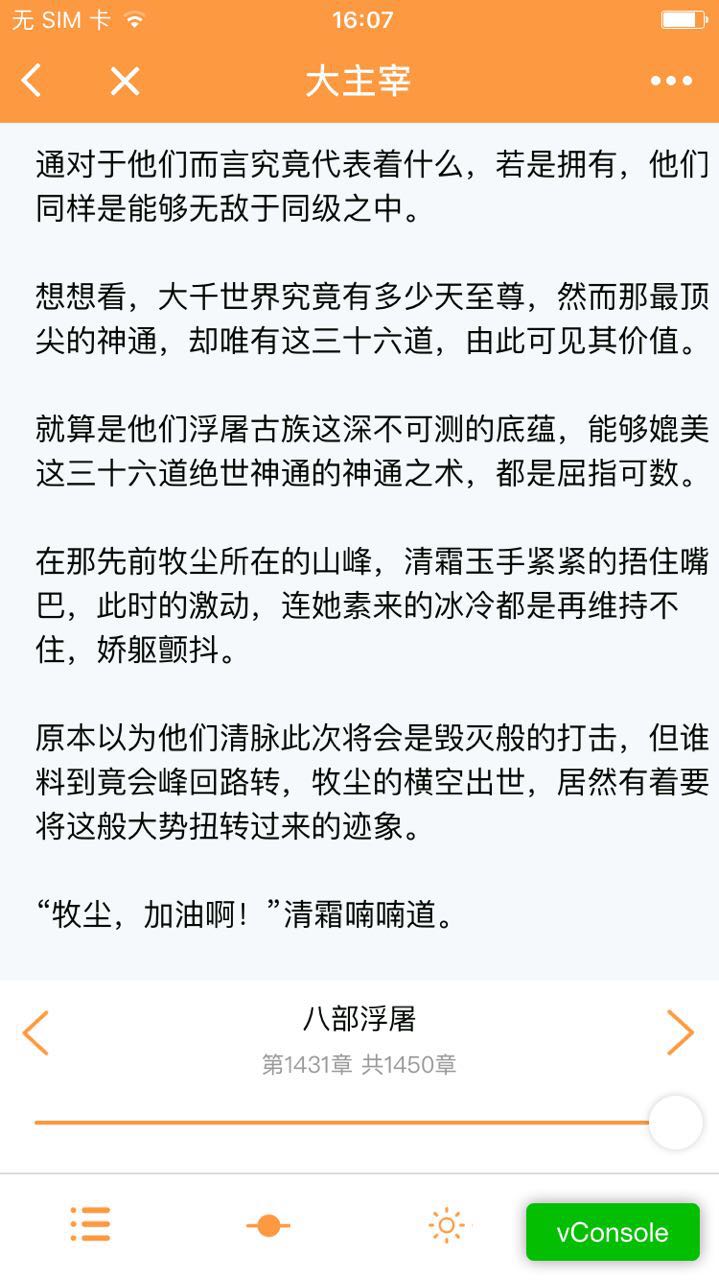 无 SIM 卡
16:07
大主宰
通对于他们而言究竟代表着什么，若是拥有，他们
同样是能够无敌于同级之中。
想想看，大千世界究竟有多少天至尊，然而那最顶
尖的神通，却唯有这三十六道，由此可见其价值。
就算是他们浮屠古族这深不可测的底蕴，能够媲美
这三十六道绝世神通的神通之术，都是屈指可数。
在那先前牧尘所在的山峰，清霜玉手紧紧的捂住嘴
巴，此时的激动，连她素来的冰冷都是再维持不
住，娇躯颤抖。
原本以为他们清脉此次将会是毁灭般的打击，但谁
料到竟会峰回路转，牧尘的横空出世，居然有着要
将这般大势扭转过来的迹象。
“牧尘，加油啊！”清霜喃喃道。
八部浮屠
第1431章 共1450章
vConsole